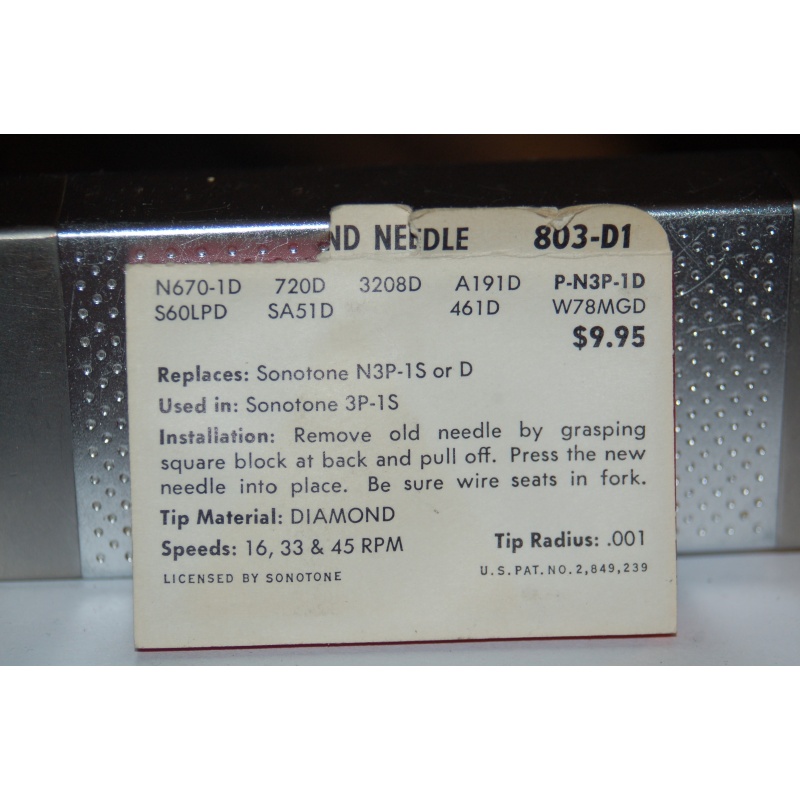 ND NEEDLE 803-D1
N670-1D 720D 3208D A191D P-N3P-1D
S60LPD SA51D 461D W78MGD
$9.95
Replaces: Sonotone N3P-1S or D
Used in: Sonotone 3P-1S
Installation: Remove old needle by grasping
square block at back and pull off. Press the new
needle into place. Be sure wire seats in fork.
Tip Material: DIAMOND
Speeds: 16, 33 & 45 RPM Tip Radius: .001
LICENSED BY SONOTONE U.S. PAT. NO. 2,849,239